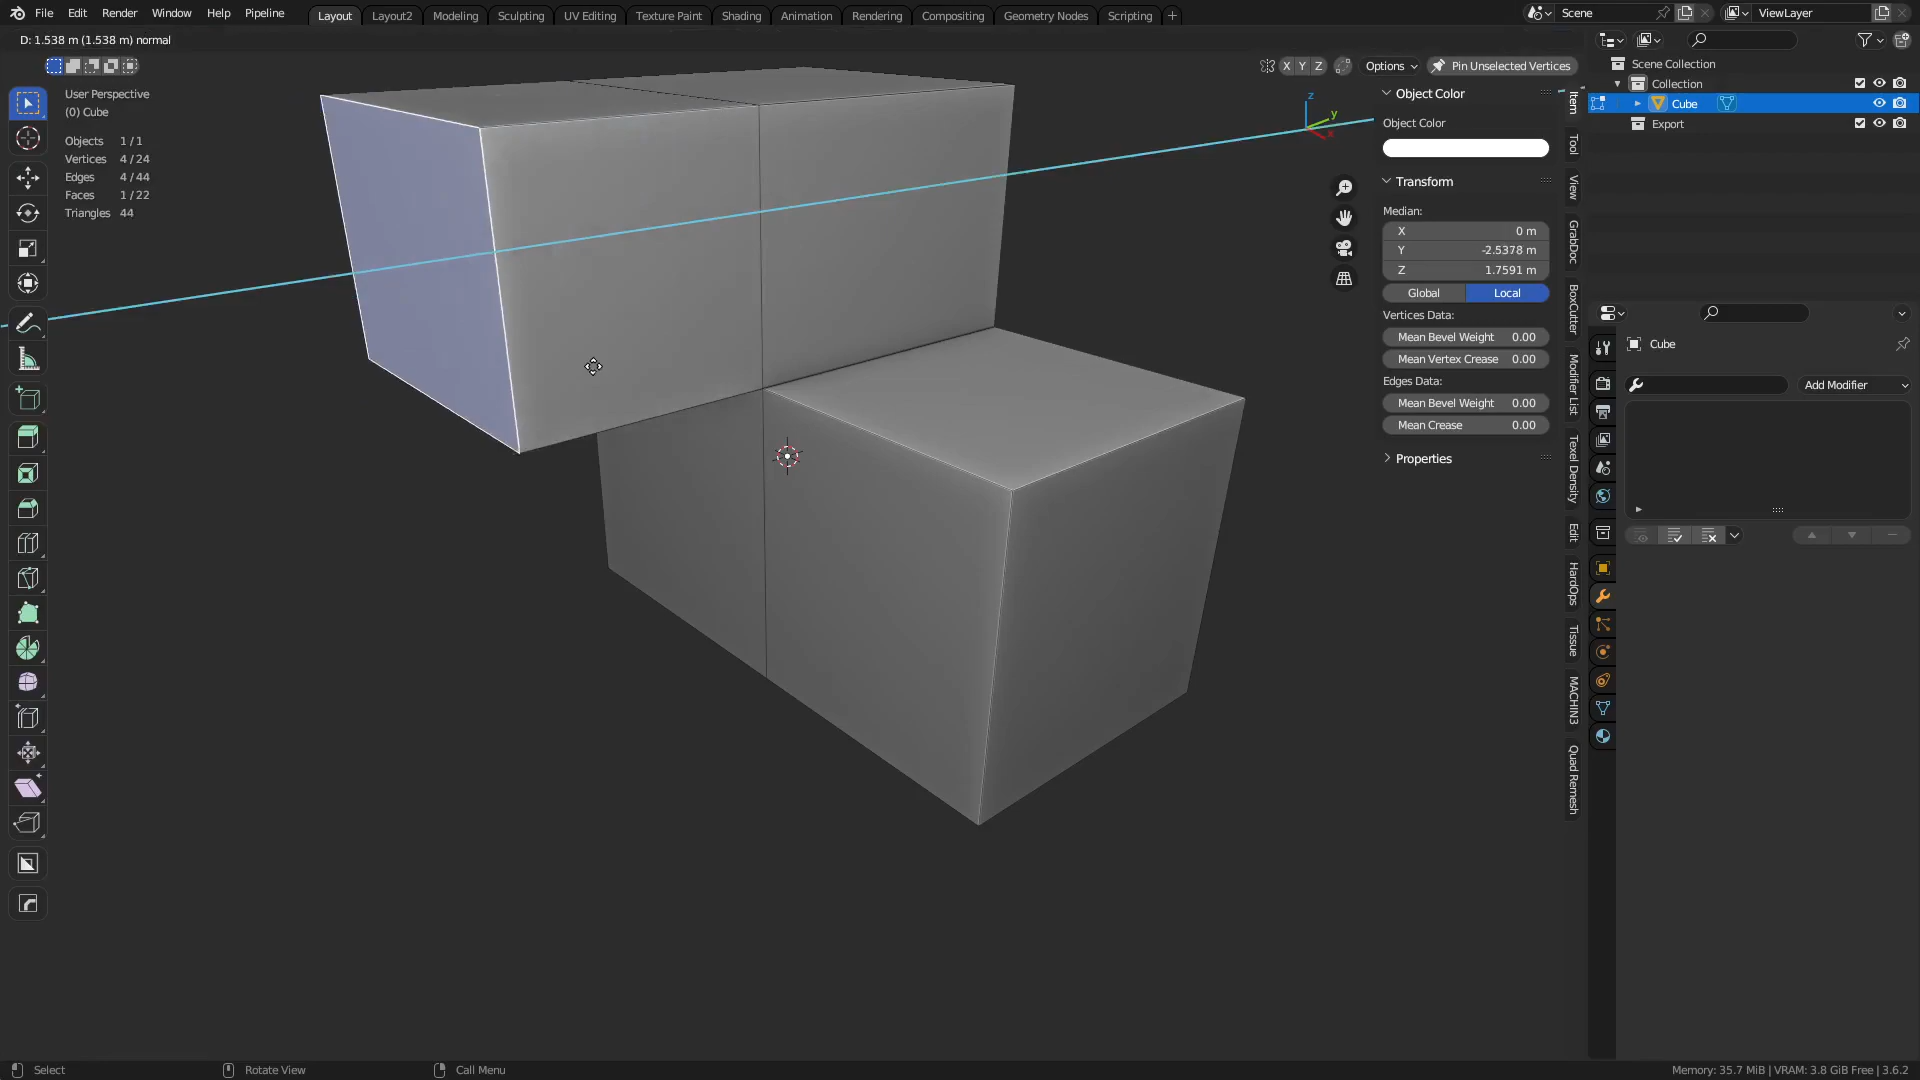 File Edit Render Window Help Pipeline
Layout Layout2 Modeling Sculpting UV Editing Texture Paint Shading Animation Rendering Compositing Geometry Nodes Scripting +
Scene
ViewLayer
D: 1.538 m (1.538 m) normal
X Y Z Options Pin Unselected Vertices
User Perspective
(0) Cube
Objects 1 / 1
Vertices 4 / 24
Edges 4 / 44
Faces 1 / 22
Triangles 44
z
y
x
Object Color
Object Color
Transform
Median:
X 0 m
Y -2.5378 m
Z 1.7591 m
Global Local
Vertices Data:
Mean Bevel Weight 0.00
Mean Vertex Crease 0.00
Edges Data:
Mean Bevel Weight 0.00
Mean Crease 0.00
Properties
Item
Tool
View
GrabDoc
BoxCutter
Modifier List
Texel Density
Edit
HardOps
Tissue
MACHIN3
Quad Remesh
Scene Collection
Collection
Cube
Export
Cube
Add Modifier
Select Rotate View Call Menu
Memory: 35.7 MiB | VRAM: 3.8 GiB Free | 3.6.2